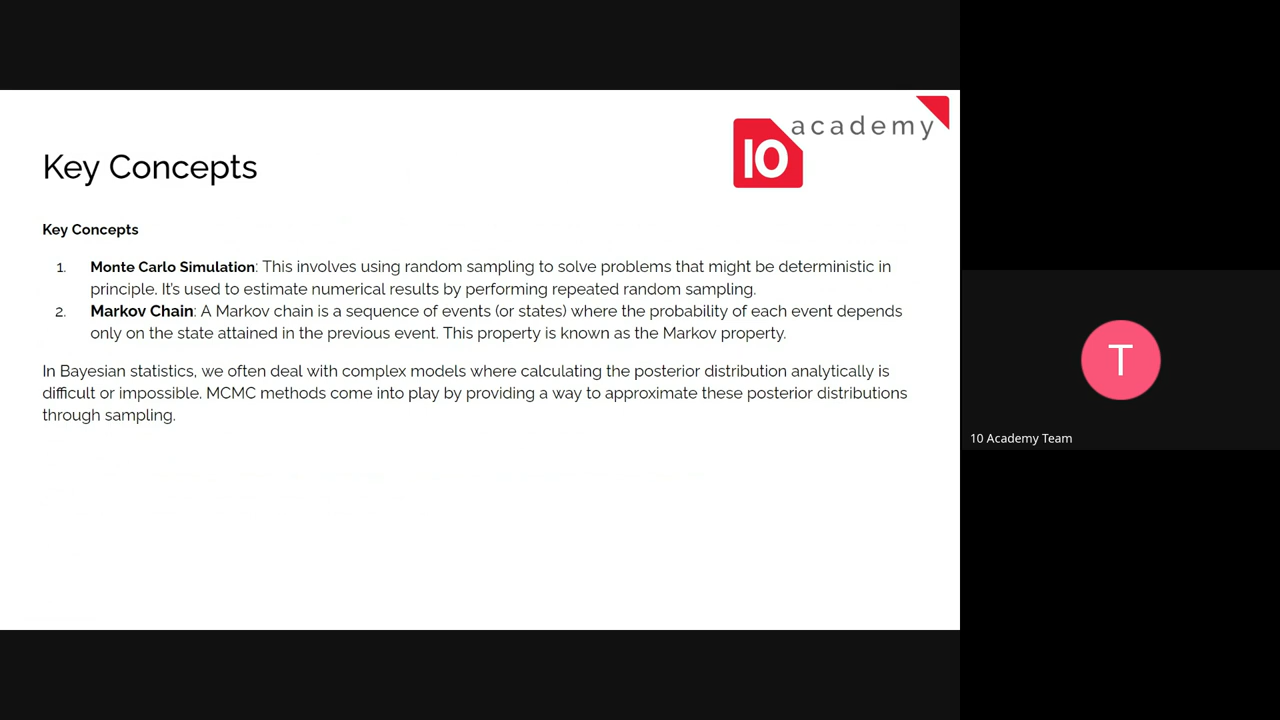 10 academy
Key Concepts
Key Concepts
1. Monte Carlo Simulation: This involves using random sampling to solve problems that might be deterministic in
principle. It's used to estimate numerical results by performing repeated random sampling.
2. Markov Chain: A Markov chain is a sequence of events (or states) where the probability of each event depends
only on the state attained in the previous event. This property is known as the Markov property.
In Bayesian statistics, we often deal with complex models where calculating the posterior distribution analytically is
difficult or impossible. MCMC methods come into play by providing a way to approximate these posterior distributions
through sampling.
T
10 Academy Team